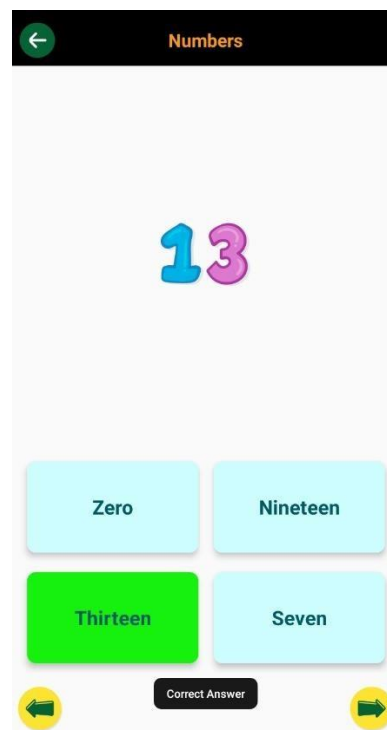 Numbers
13
Zero
Nineteen
Thirteen
Seven
Correct Answer